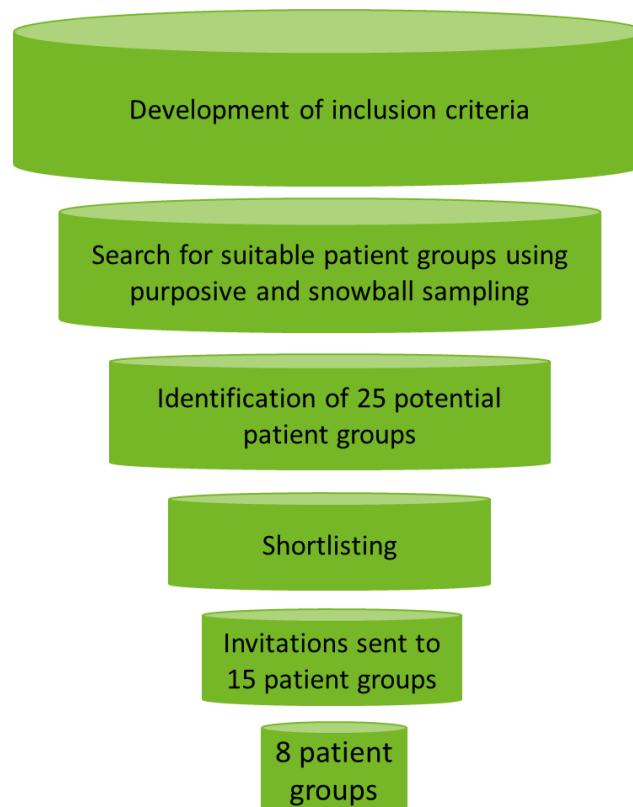 Development of inclusion criteria
Search for suitable patient groups using
purposive and snowball sampling
Identification of 25 potential
patient groups
Shortlisting
Invitations sent to
15 patient groups
8 patient
groups